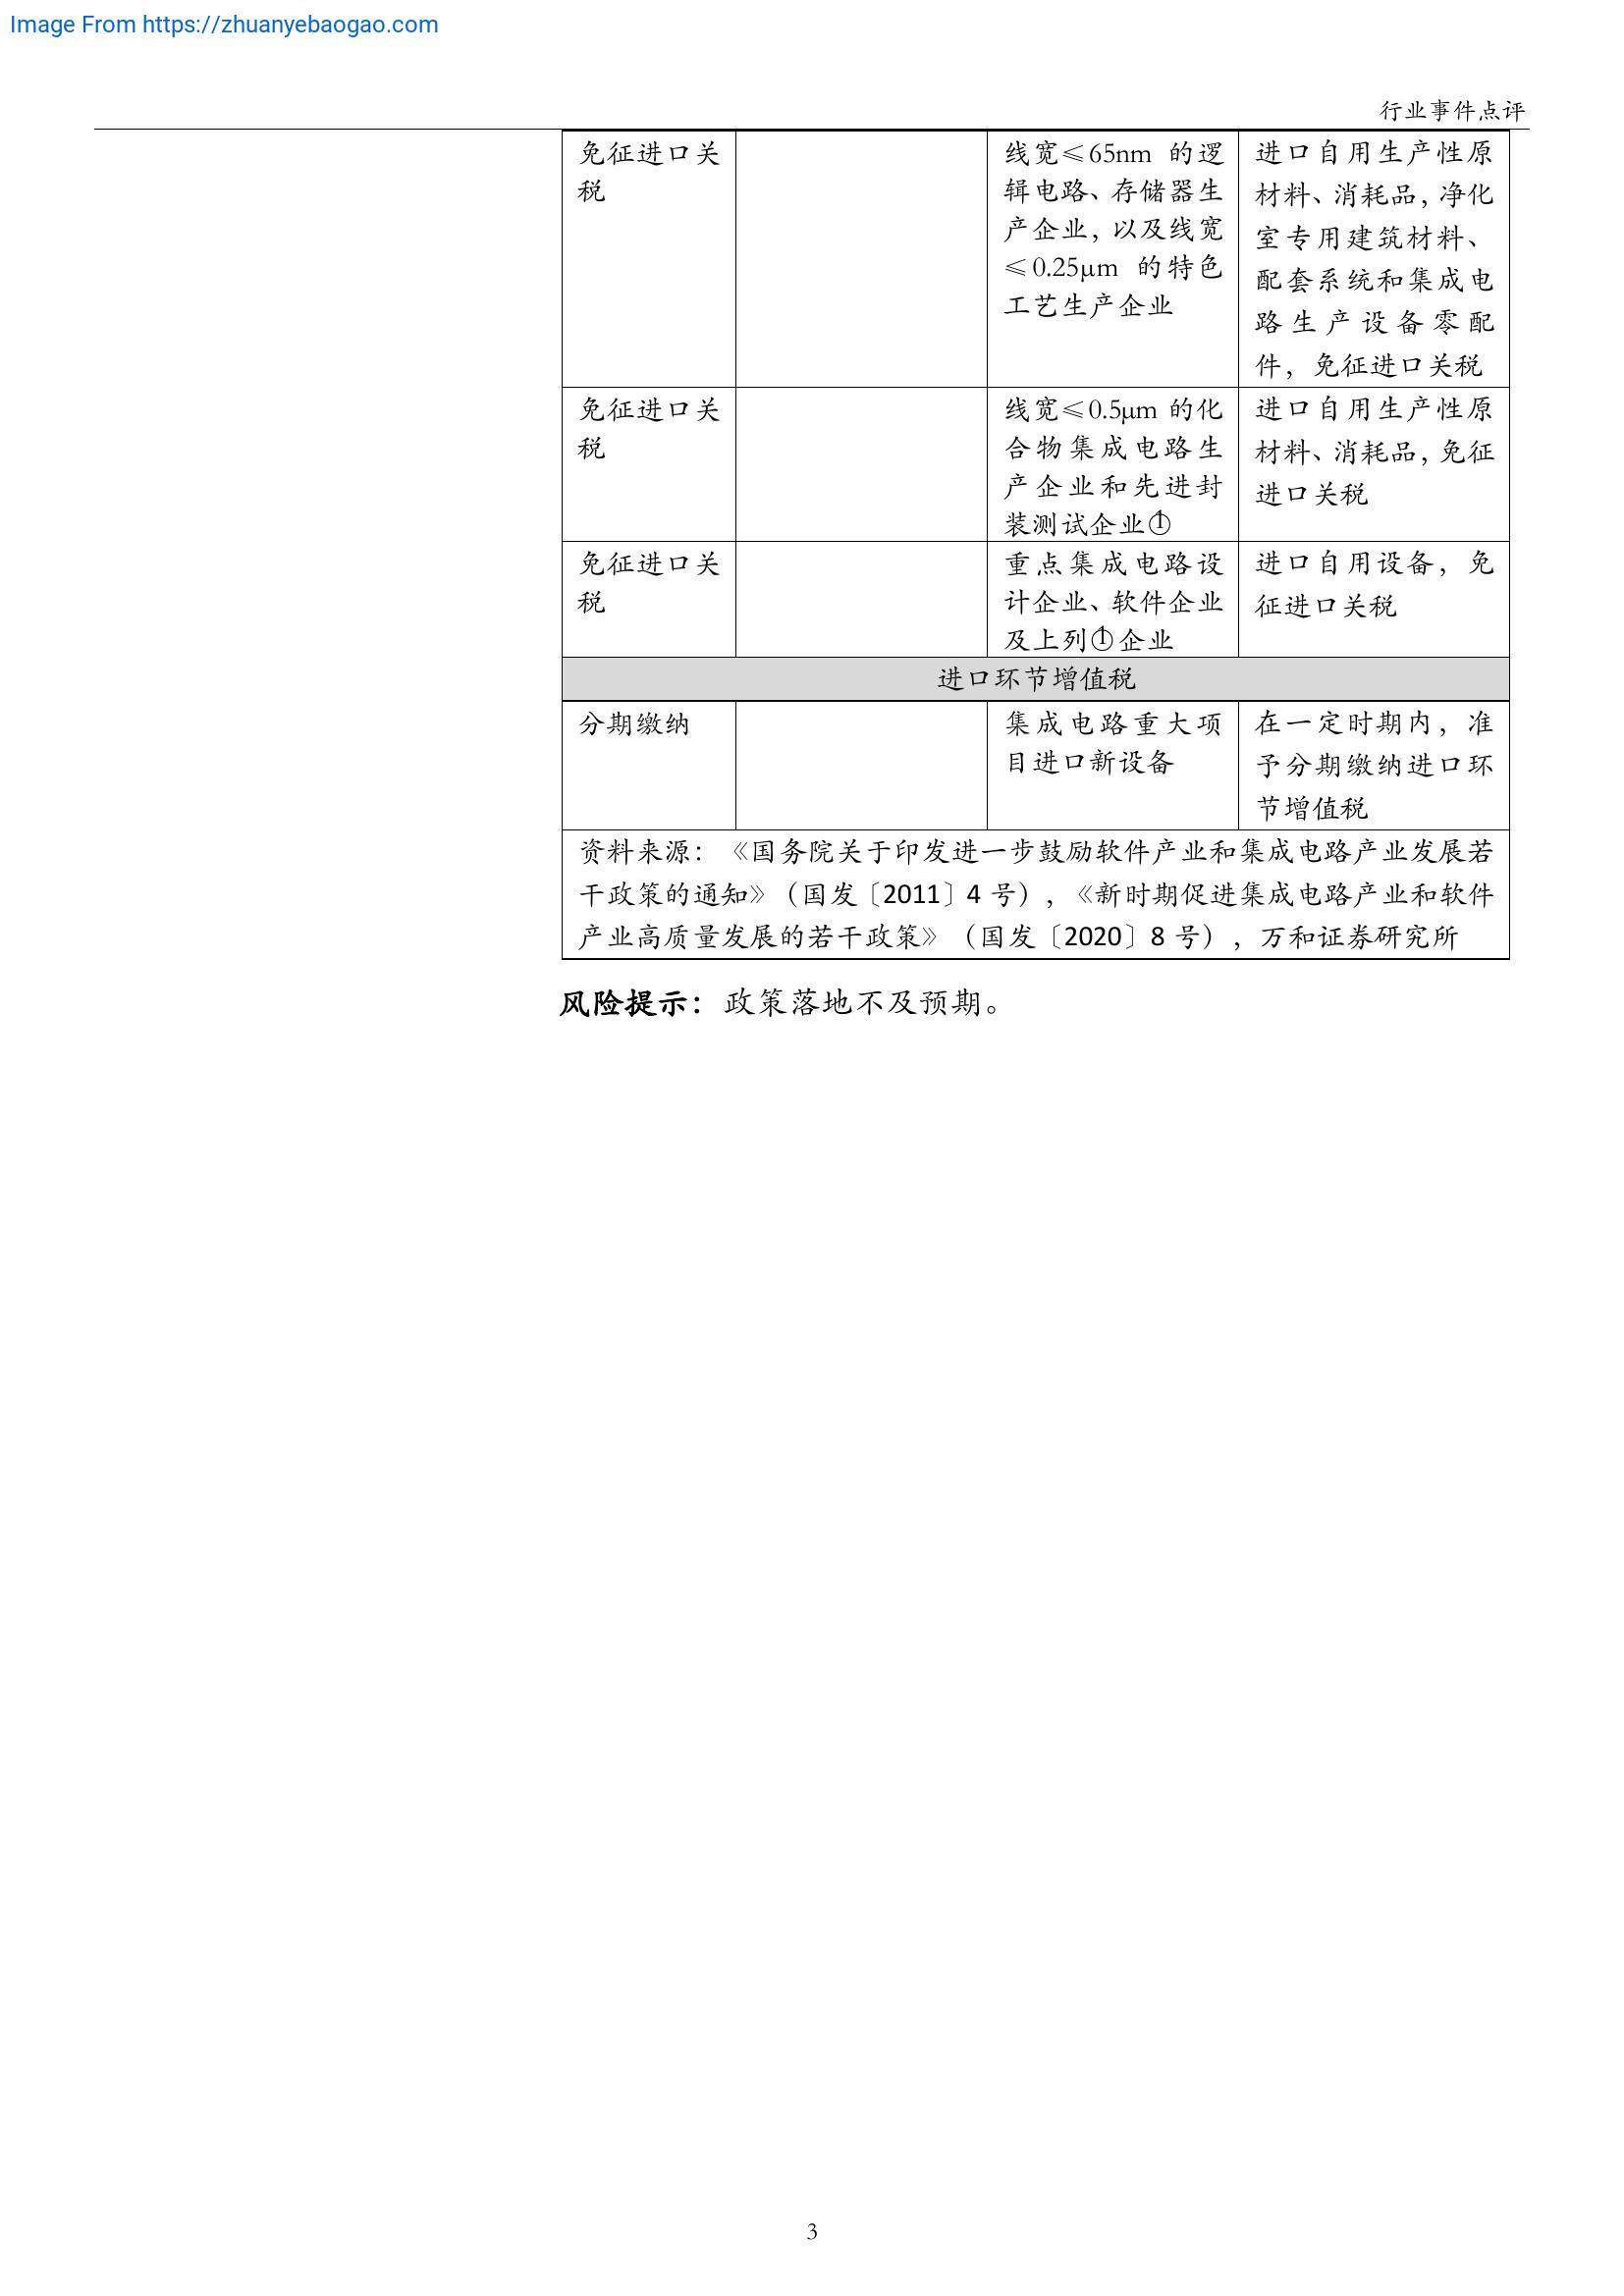 Image From https://zhuanyebaogao.com
行业事件点评
免征进口关
税
线宽≤65nm 的逻
辑电路、存储器生
产企业，以及线宽
≤0.25μm 的特色
工艺生产企业
进口自用生产性原
材料、消耗品，净化
室专用建筑材料、
配套系统和集成电
路生产设备零配
件，免征进口关税
免征进口关
税
线宽≤0.5μm 的化
合物集成电路生
产企业和先进封
装测试企业①
进口自用生产性原
材料、消耗品，免征
进口关税
免征进口关
税
重点集成电路设
计企业、软件企业
及上列①企业
进口自用设备，免
征进口关税
进口环节增值税
分期缴纳
集成电路重大项
目进口新设备
在一定时期内，准
予分期缴纳进口环
节增值税
资料来源：《国务院关于印发进一步鼓励软件产业和集成电路产业发展若
干政策的通知》（国发〔2011〕4 号），《新时期促进集成电路产业和软件
产业高质量发展的若干政策》（国发〔2020〕8 号），万和证券研究所
风险提示：政策落地不及预期。
3